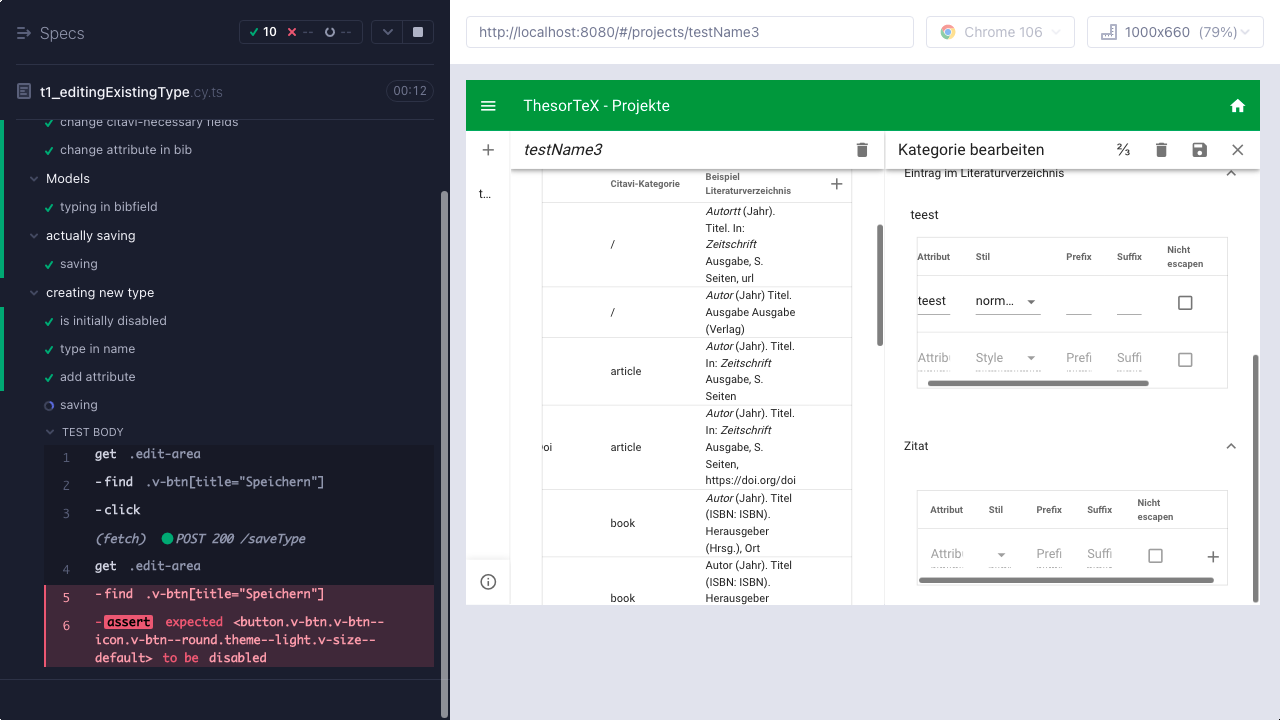 Specs
10
--
--
t1_editingExistingType.cy.ts
00:12
change citavi-necessary fields
change attribute in bib
Models
typing in bibfield
actually saving
saving
creating new type
is initially disabled
type in name
add attribute
saving
TEST BODY
1 get .edit-area
2 -find .v-btn[title="Speichern"]
3 -click
(fetch) POST 200 /saveType
4 get .edit-area
5 -find .v-btn[title="Speichern"]
6 -assert expected <button.v-btn.v-btn--
icon.v-btn--round.theme--light.v-size--
default> to be disabled
http://localhost:8080/#/projects/testName3
Chrome 106
1000x660 (79%)
ThesorTeX - Projekte
t...
testName3
Citavi-Kategorie
Beispiel
Literaturverzeichnis
/
Autortt (Jahr).
Titel. In:
Zeitschrift
Ausgabe, S.
Seiten, url
/
Autor (Jahr) Titel.
Ausgabe Ausgabe
(Verlag)
article
Autor (Jahr). Titel.
In: Zeitschrift
Ausgabe, S.
Seiten
oi
article
Autor (Jahr). Titel.
In: Zeitschrift
Ausgabe, S.
Seiten,
https://doi.org/doi
book
Autor (Jahr). Titel
(ISBN: ISBN).
Herausgeber
(Hrsg.), Ort
book
Autor (Jahr). Titel
(ISBN: ISBN).
Herausgeber
Kategorie bearbeiten
⅔
Eintrag im Literaturverzeichnis
teest
Attribut Stil Prefix Suffix Nicht
escapen
teest norm...
Attrib Style Prefi Suffi
Zitat
Attribut Stil Prefix Suffix Nicht
escapen
Attrib Prefi Suffi